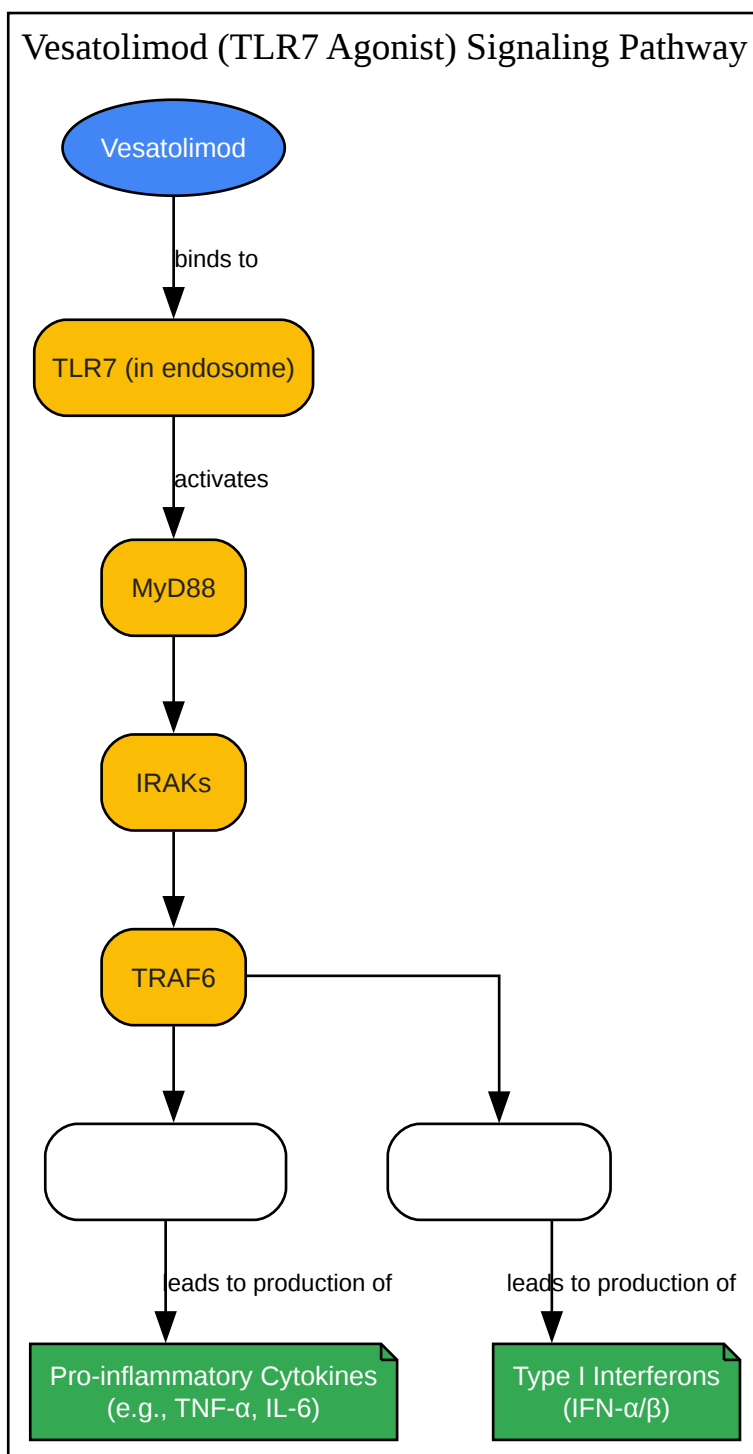 Vesatolimod (TLR7 Agonist) Signaling Pathway
Vesatolimod
binds to
TLR7 (in endosome)
activates
MyD88
IRAKs
TRAF6
leads to production of
leads to production of
Pro-inflammatory Cytokines
(e.g., TNF-α, IL-6)
Type I Interferons
(IFN-α/β)